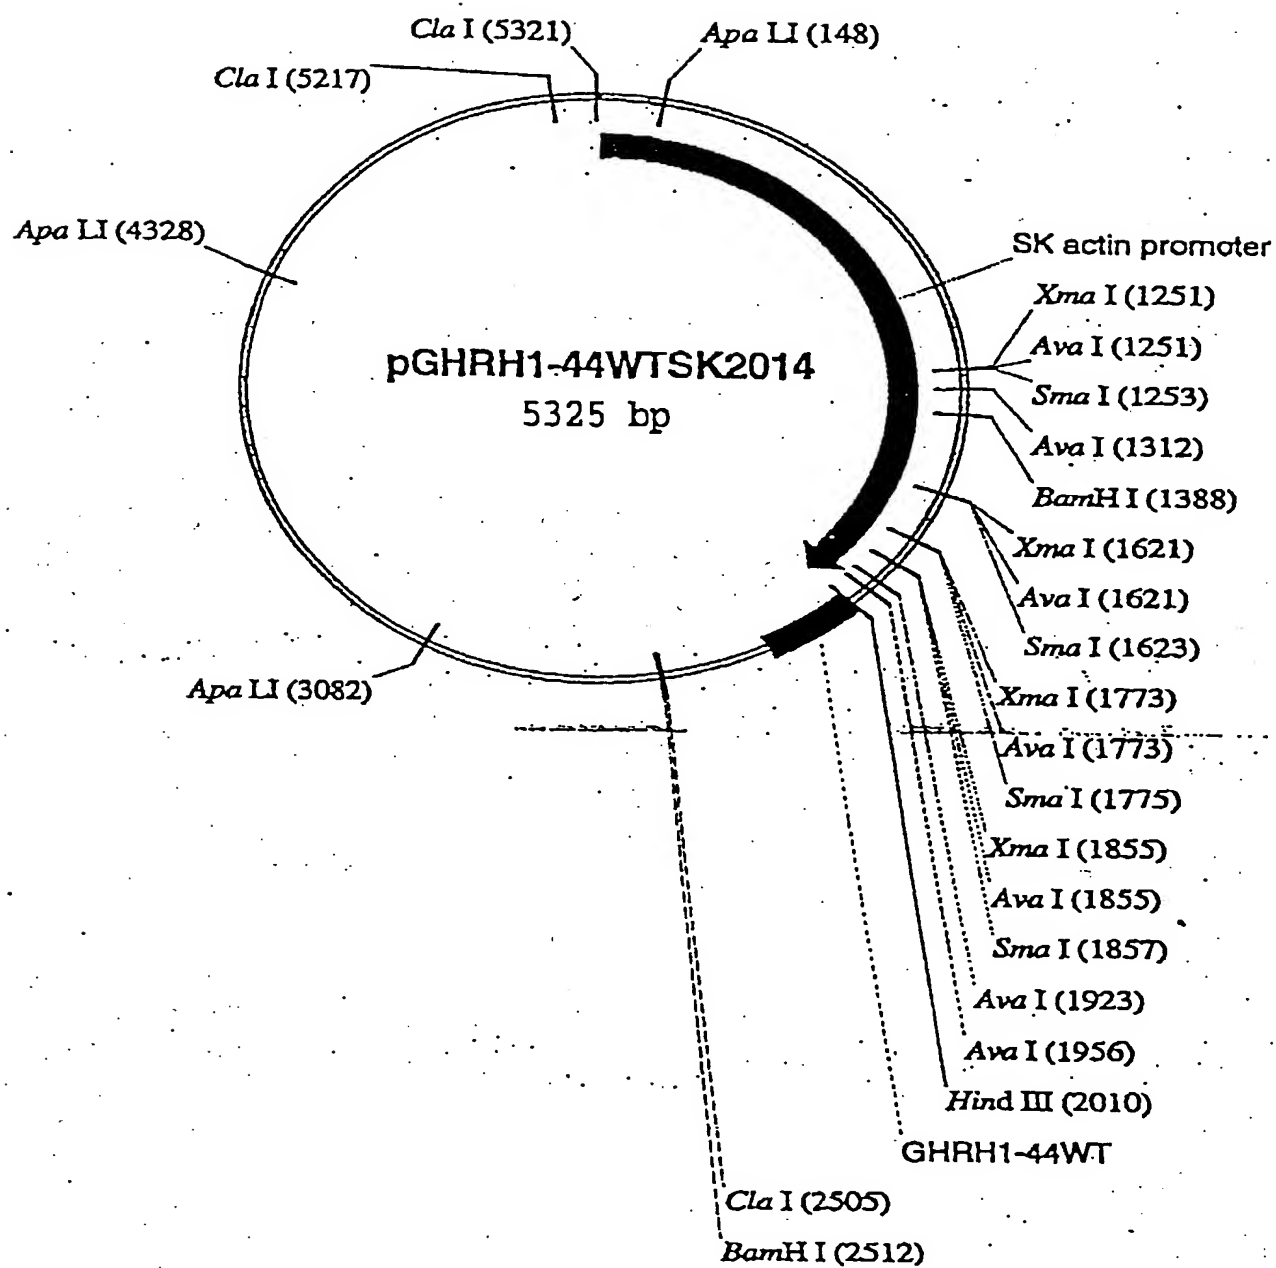 Cla I (5321)
Apa LI (148)
Cla I (5217)
Apa LI (4328)
SK actin promoter
Xma I (1251)
Ava I (1251)
Sma I (1253)
Ava I (1312)
BamH I (1388)
Xma I (1621)
Ava I (1621)
Sma I (1623)
Xma I (1773)
Ava I (1773)
Sma I (1775)
Xma I (1855)
Ava I (1855)
Sma I (1857)
Ava I (1923)
Ava I (1956)
Hind III (2010)
GHRH1-44WT
Cla I (2505)
BamH I (2512)
Apa LI (3082)
pGHRH1-44WTSK2014
5325 bp